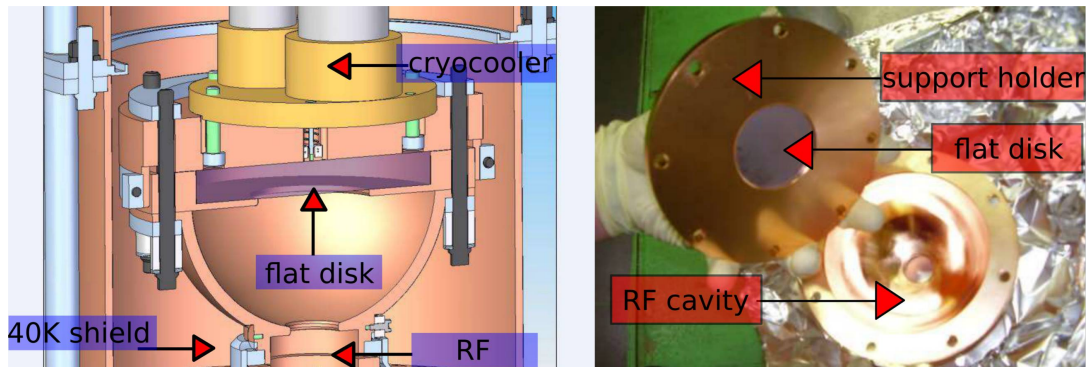 cryocooler
flat disk
40K shield
RF
support holder
flat disk
RF cavity